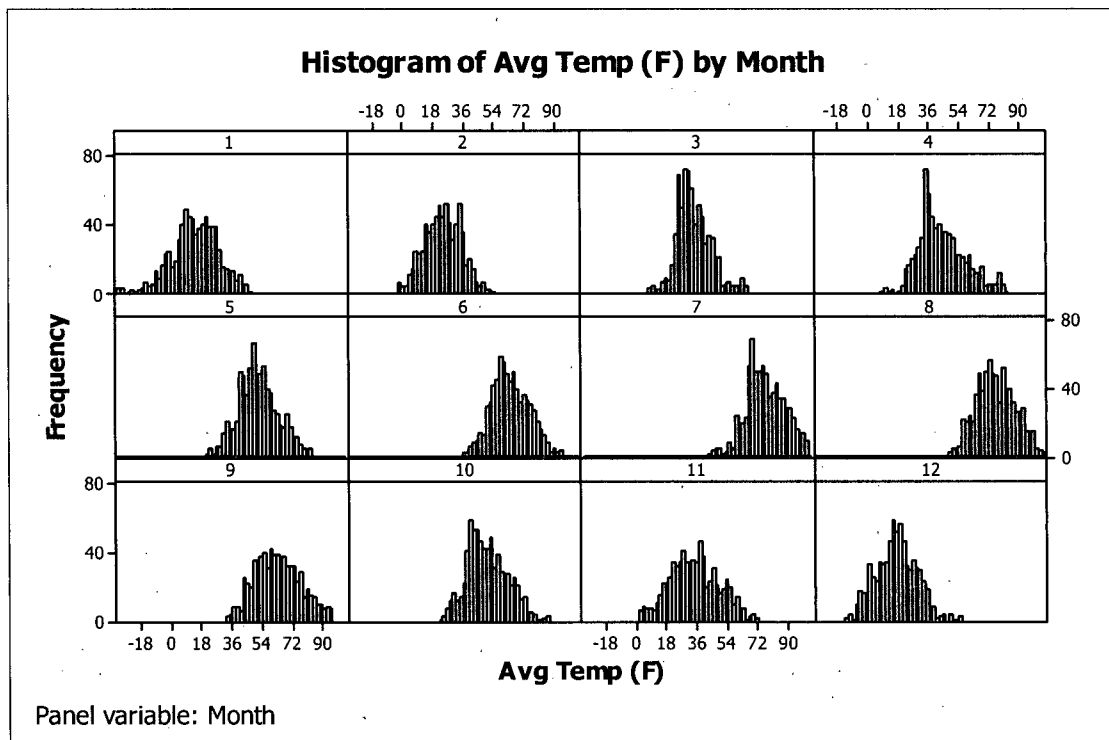 Histogram of Avg Temp (F) by Month
-18 0 18 36 54 72 90 -18 0 18 36 54 72 90
1 2 3 4
80
40
0
5 6 7 8
80
40
0
Frequency
9 10 11 12
80
40
0
-18 0 18 36 54 72 90 -18 0 18 36 54 72 90
Avg Temp (F)
Panel variable: Month